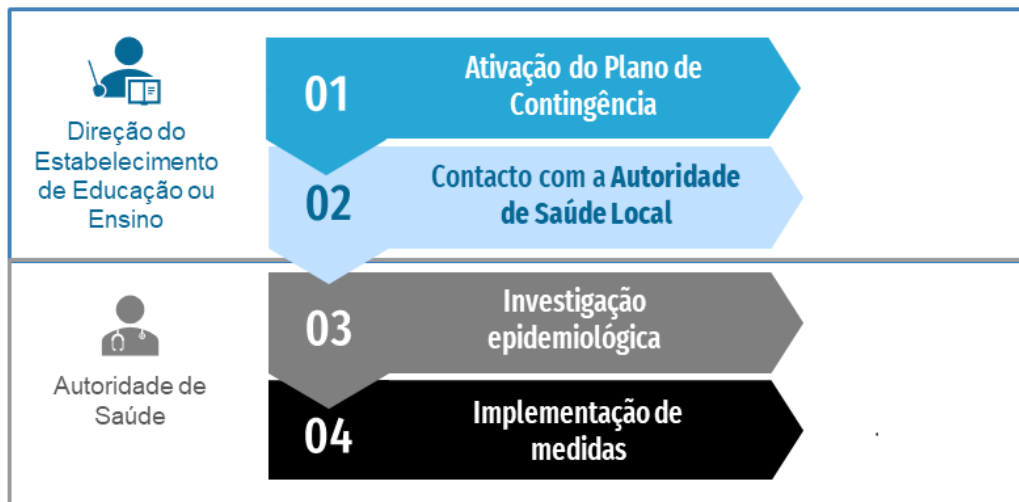 Direção do
Estabelecimento
de Educação ou
Ensino
01
Ativação do Plano de
Contingência
02
Contacto com a Autoridade
de Saúde Local
Autoridade de
Saúde
03
Investigação
epidemiológica
04
Implementação de
medidas
.